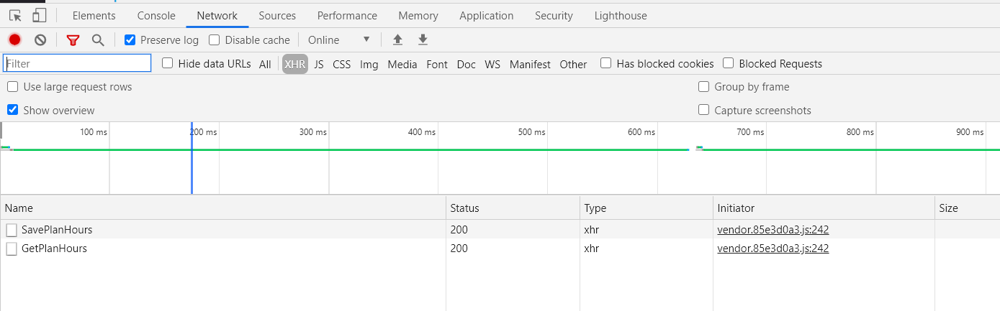 Elements Console Network Sources Performance Memory Application Security Lighthouse
Preserve log Disable cache Online
Filter Hide data URLs All XHR JS CSS Img Media Font Doc WS Manifest Other Has blocked cookies Blocked Requests
Use large request rows Group by frame
Show overview Capture screenshots
100 ms 200 ms 300 ms 400 ms 500 ms 600 ms 700 ms 800 ms 900 ms
Name Status Type Initiator Size
SavePlanHours 200 xhr vendor.85e3d0a3.js:242
GetPlanHours 200 xhr vendor.85e3d0a3.js:242